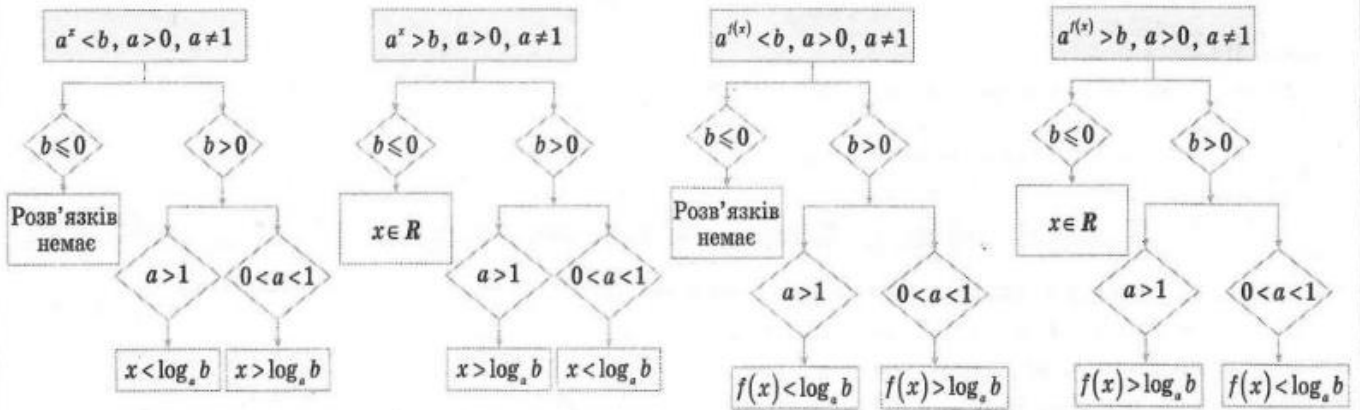 a^x < b, a > 0, a ≠ 1
b ⩽ 0
b > 0
Розв’язків
немає
a > 1
0 < a < 1
x < log_a b
x > log_a b
a^x > b, a > 0, a ≠ 1
b ⩽ 0
b > 0
x ∈ R
a > 1
0 < a < 1
x > log_a b
x < log_a b
a^{f(x)} < b, a > 0, a ≠ 1
b ⩽ 0
b > 0
Розв’язків
немає
a > 1
0 < a < 1
f(x) < log_a b
f(x) > log_a b
a^{f(x)} > b, a > 0, a ≠ 1
b ⩽ 0
b > 0
x ∈ R
a > 1
0 < a < 1
f(x) > log_a b
f(x) < log_a b